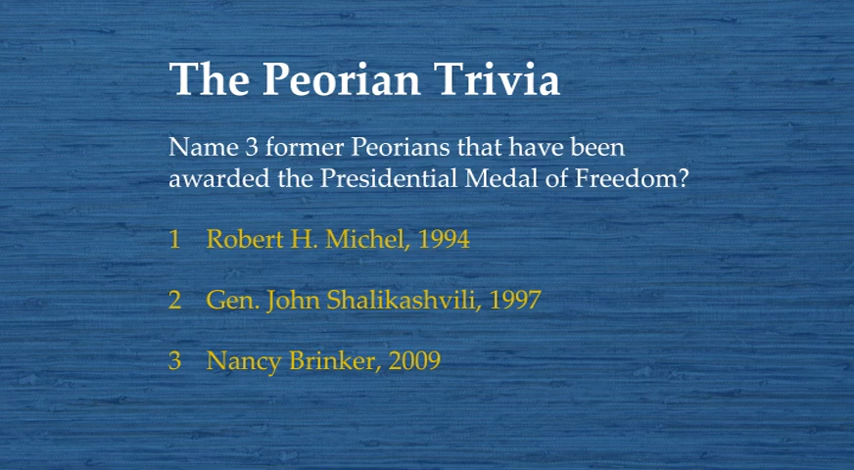 The Peorian Trivia
Name 3 former Peorians that have been
awarded the Presidential Medal of Freedom?
1 Robert H. Michel, 1994
2 Gen. John Shalikashvili, 1997
3 Nancy Brinker, 2009